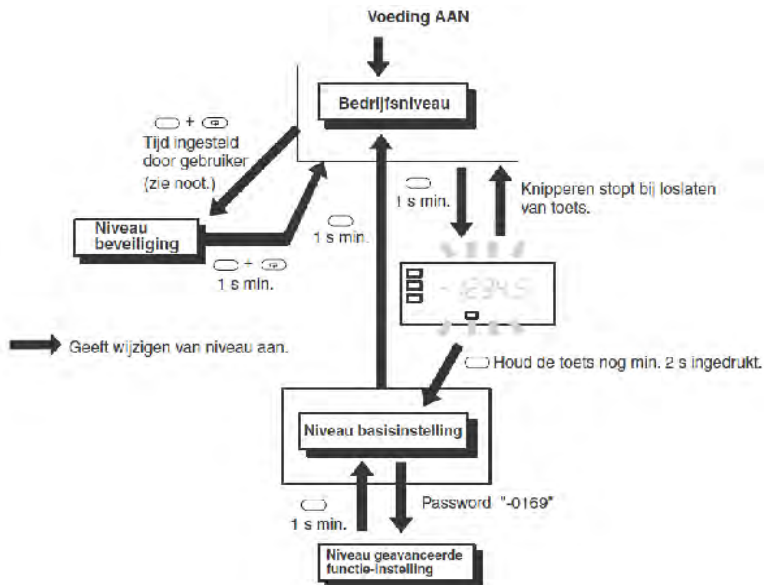 Voeding AAN
Bedrijfsniveau
+
Tijd ingesteld
door gebruiker
(zie noot.)
1 s min.
Knipperen stopt bij loslaten
van toets.
Niveau
beveiliging
1 s min.
+
1 s min.
-1234.5
Geeft wijzigen van niveau aan.
Houd de toets nog min. 2 s ingedrukt.
Niveau basisinstelling
1 s min.
Password "-0169"
Niveau geavanceerde
functie-instelling